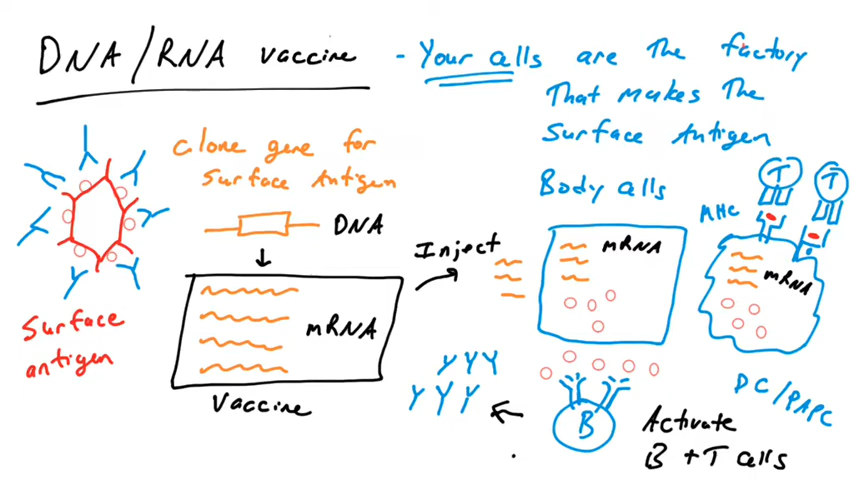 DNA/RNA vaccine - Your cells are the factory
That makes The
Surface Antigen
Clone gene for
Surface Antigen
DNA
mRNA
Vaccine
Surface
antigen
Inject
Body cells
mRNA
MHC
T
T
mRNA
DC/PAPC
B
Activate
B + T cells